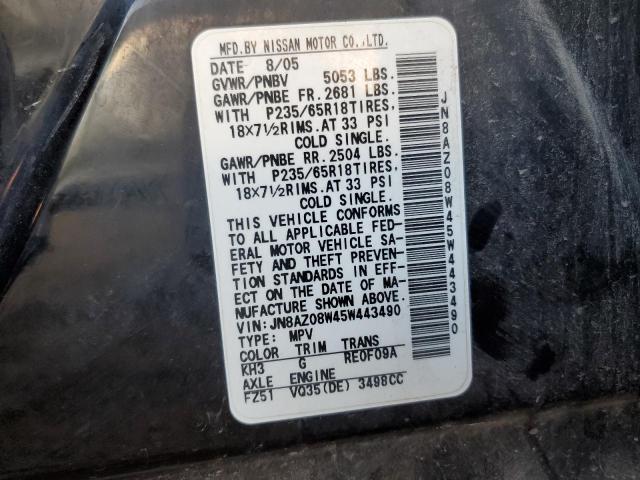 MFD.BY NISSAN MOTOR CO.,LTD.
DATE 8/05
GVWR/PNBV 5053 LBS.
GAWR/PNBE FR. 2681 LBS.
WITH P235/65R18TIRES,
18X7½RIMS.AT 33 PSI
COLD SINGLE.
GAWR/PNBE RR. 2504 LBS.
WITH P235/65R18TIRES,
18X7½RIMS.AT 33 PSI
COLD SINGLE.
THIS VEHICLE CONFORMS
TO ALL APPLICABLE FED-
ERAL MOTOR VEHICLE SA-
FETY AND THEFT PREVEN-
TION STANDARDS IN EFF-
ECT ON THE DATE OF MA-
NUFACTURE SHOWN ABOVE.
VIN:JN8AZ08W45W443490
TYPE: MPV
COLOR TRIM TRANS
KH3 G RE0F09A
AXLE ENGINE
FZ51 VQ35(DE) 3498CC
JN8AZ08W45W443490